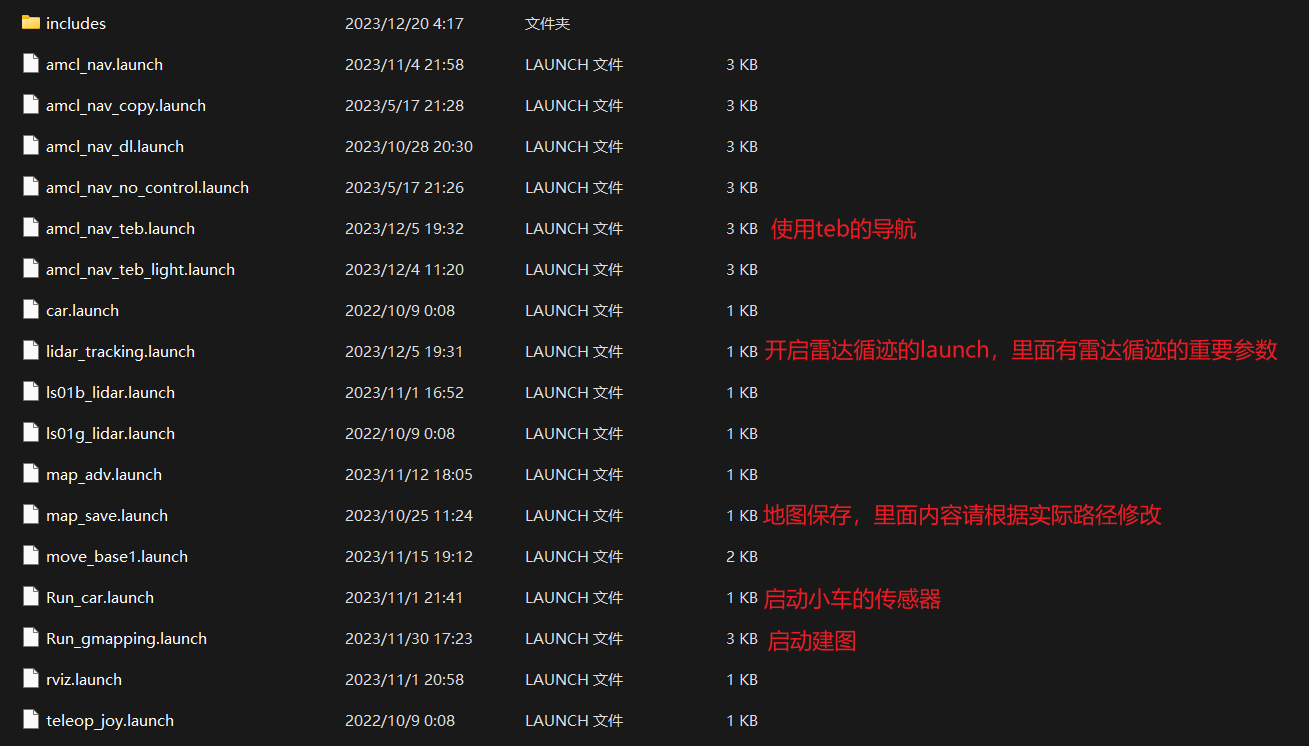 includes 2023/12/20 4:17 文件夹
amcl_nav.launch 2023/11/4 21:58 LAUNCH 文件 3 KB
amcl_nav_copy.launch 2023/5/17 21:28 LAUNCH 文件 3 KB
amcl_nav_dl.launch 2023/10/28 20:30 LAUNCH 文件 3 KB
amcl_nav_no_control.launch 2023/5/17 21:26 LAUNCH 文件 3 KB
amcl_nav_teb.launch 2023/12/5 19:32 LAUNCH 文件 3 KB 使用teb的导航
amcl_nav_teb_light.launch 2023/12/4 11:20 LAUNCH 文件 3 KB
car.launch 2022/10/9 0:08 LAUNCH 文件 1 KB
lidar_tracking.launch 2023/12/5 19:31 LAUNCH 文件 1 KB 开启雷达循迹的launch，里面有雷达循迹的重要参数
ls01b_lidar.launch 2023/11/1 16:52 LAUNCH 文件 1 KB
ls01g_lidar.launch 2022/10/9 0:08 LAUNCH 文件 1 KB
map_adv.launch 2023/11/12 18:05 LAUNCH 文件 1 KB
map_save.launch 2023/10/25 11:24 LAUNCH 文件 1 KB 地图保存，里面内容请根据实际路径修改
move_base1.launch 2023/11/15 19:12 LAUNCH 文件 2 KB
Run_car.launch 2023/11/1 21:41 LAUNCH 文件 1 KB 启动小车的传感器
Run_gmapping.launch 2023/11/30 17:23 LAUNCH 文件 3 KB 启动建图
rviz.launch 2023/11/1 20:58 LAUNCH 文件 1 KB
teleop_joy.launch 2022/10/9 0:08 LAUNCH 文件 1 KB